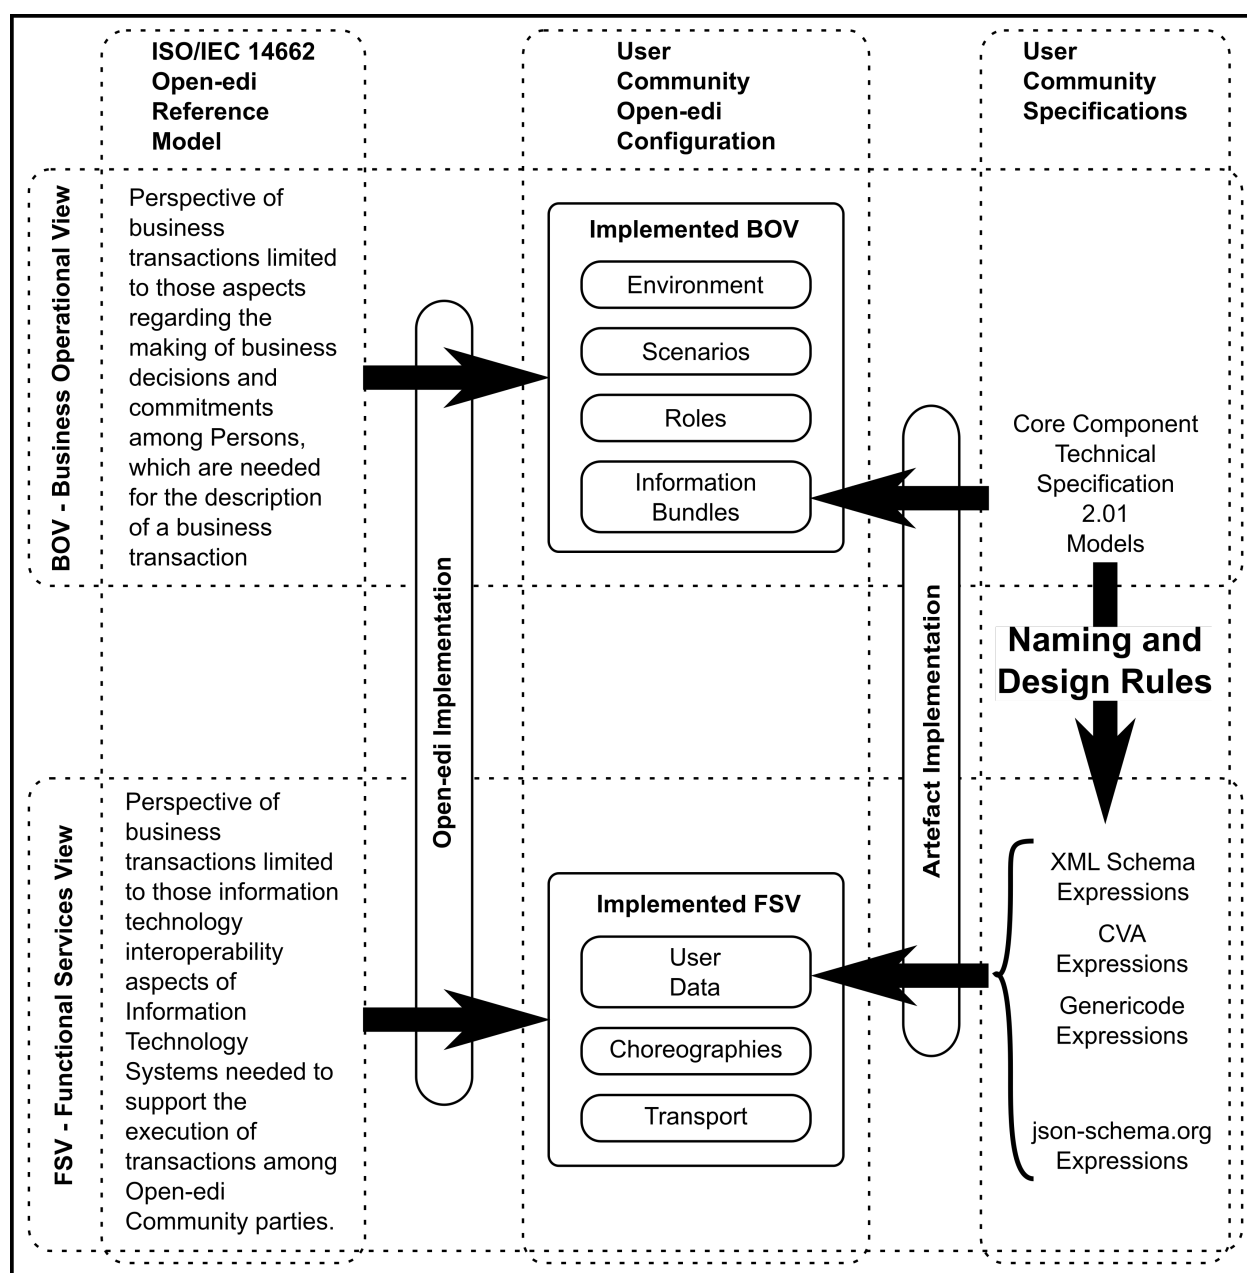 ISO/IEC 14662
Open-edi
Reference
Model
User
Community
Open-edi
Configuration
User
Community
Specifications
BOV - Business Operational View
Perspective of
business
transactions limited
to those aspects
regarding the
making of business
decisions and
commitments
among Persons,
which are needed
for the description
of a business
transaction
Implemented BOV
Environment
Scenarios
Roles
Information
Bundles
Core Component
Technical
Specification
2.01
Models
Open-edi Implementation
Artefact Implementation
Naming and
Design Rules
FSV - Functional Services View
Perspective of
business
transactions limited
to those information
technology
interoperability
aspects of
Information
Technology
Systems needed to
support the
execution of
transactions among
Open-edi
Community parties.
Implemented FSV
User
Data
Choreographies
Transport
XML Schema
Expressions
CVA
Expressions
Genericode
Expressions
json-schema.org
Expressions